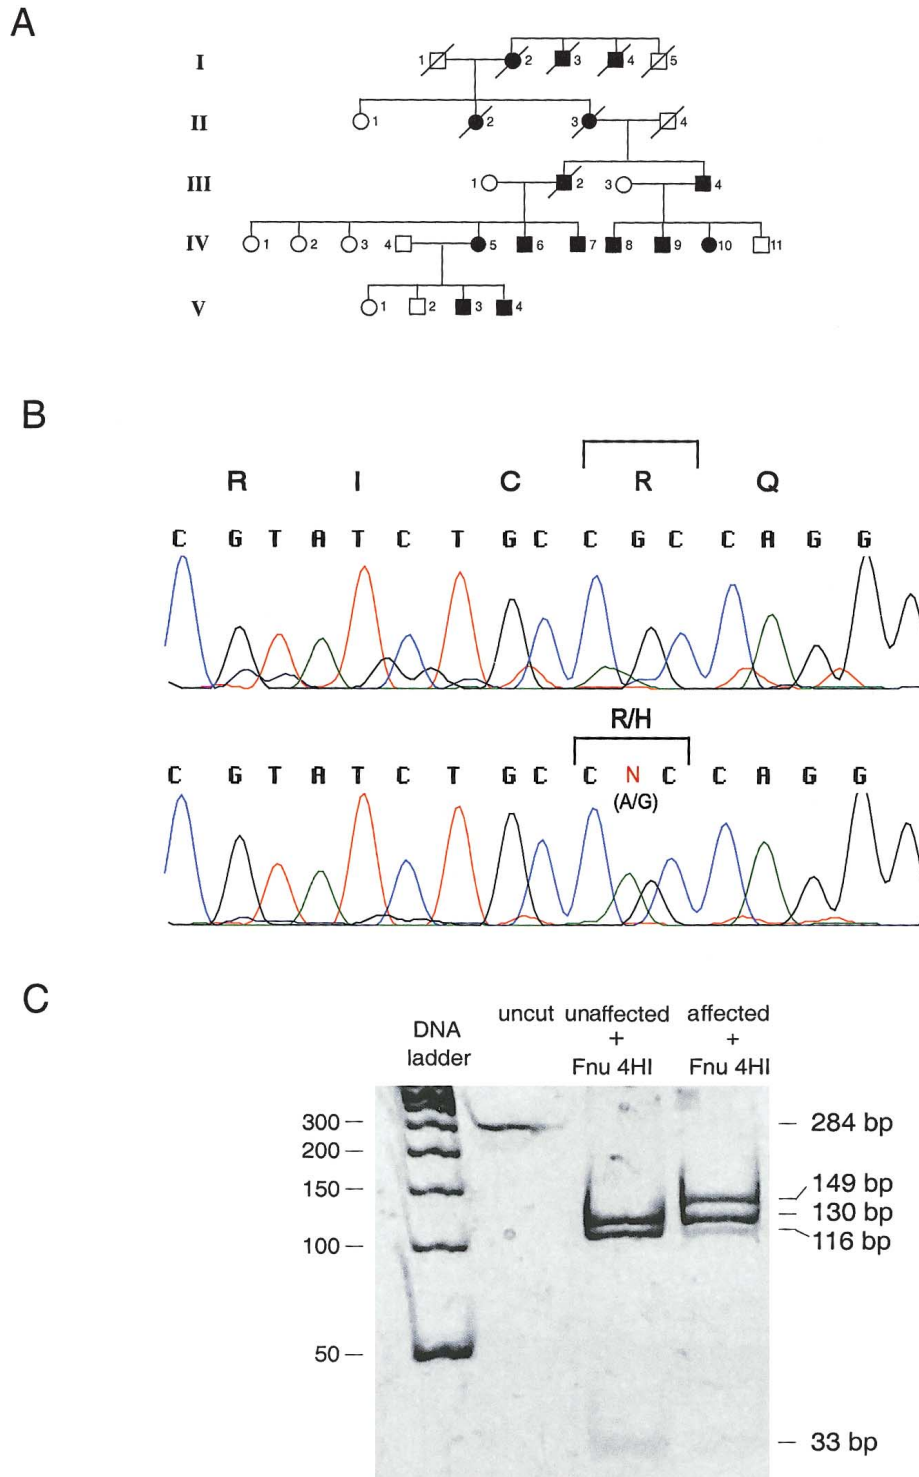 A
I 1 2 3 4 5
II 1 2 3 4
III 1 2 3 4
IV 1 2 3 4 5 6 7 8 9 10 11
V 1 2 3 4
B
R I C R Q
C G T A T C T G C C G C C A G G
R/H
C G T A T C T G C C N C C A G G
(A/G)
C
DNA ladder
uncut
unaffected + Fnu 4HI
affected + Fnu 4HI
300
200
150
100
50
284 bp
149 bp
130 bp
116 bp
33 bp